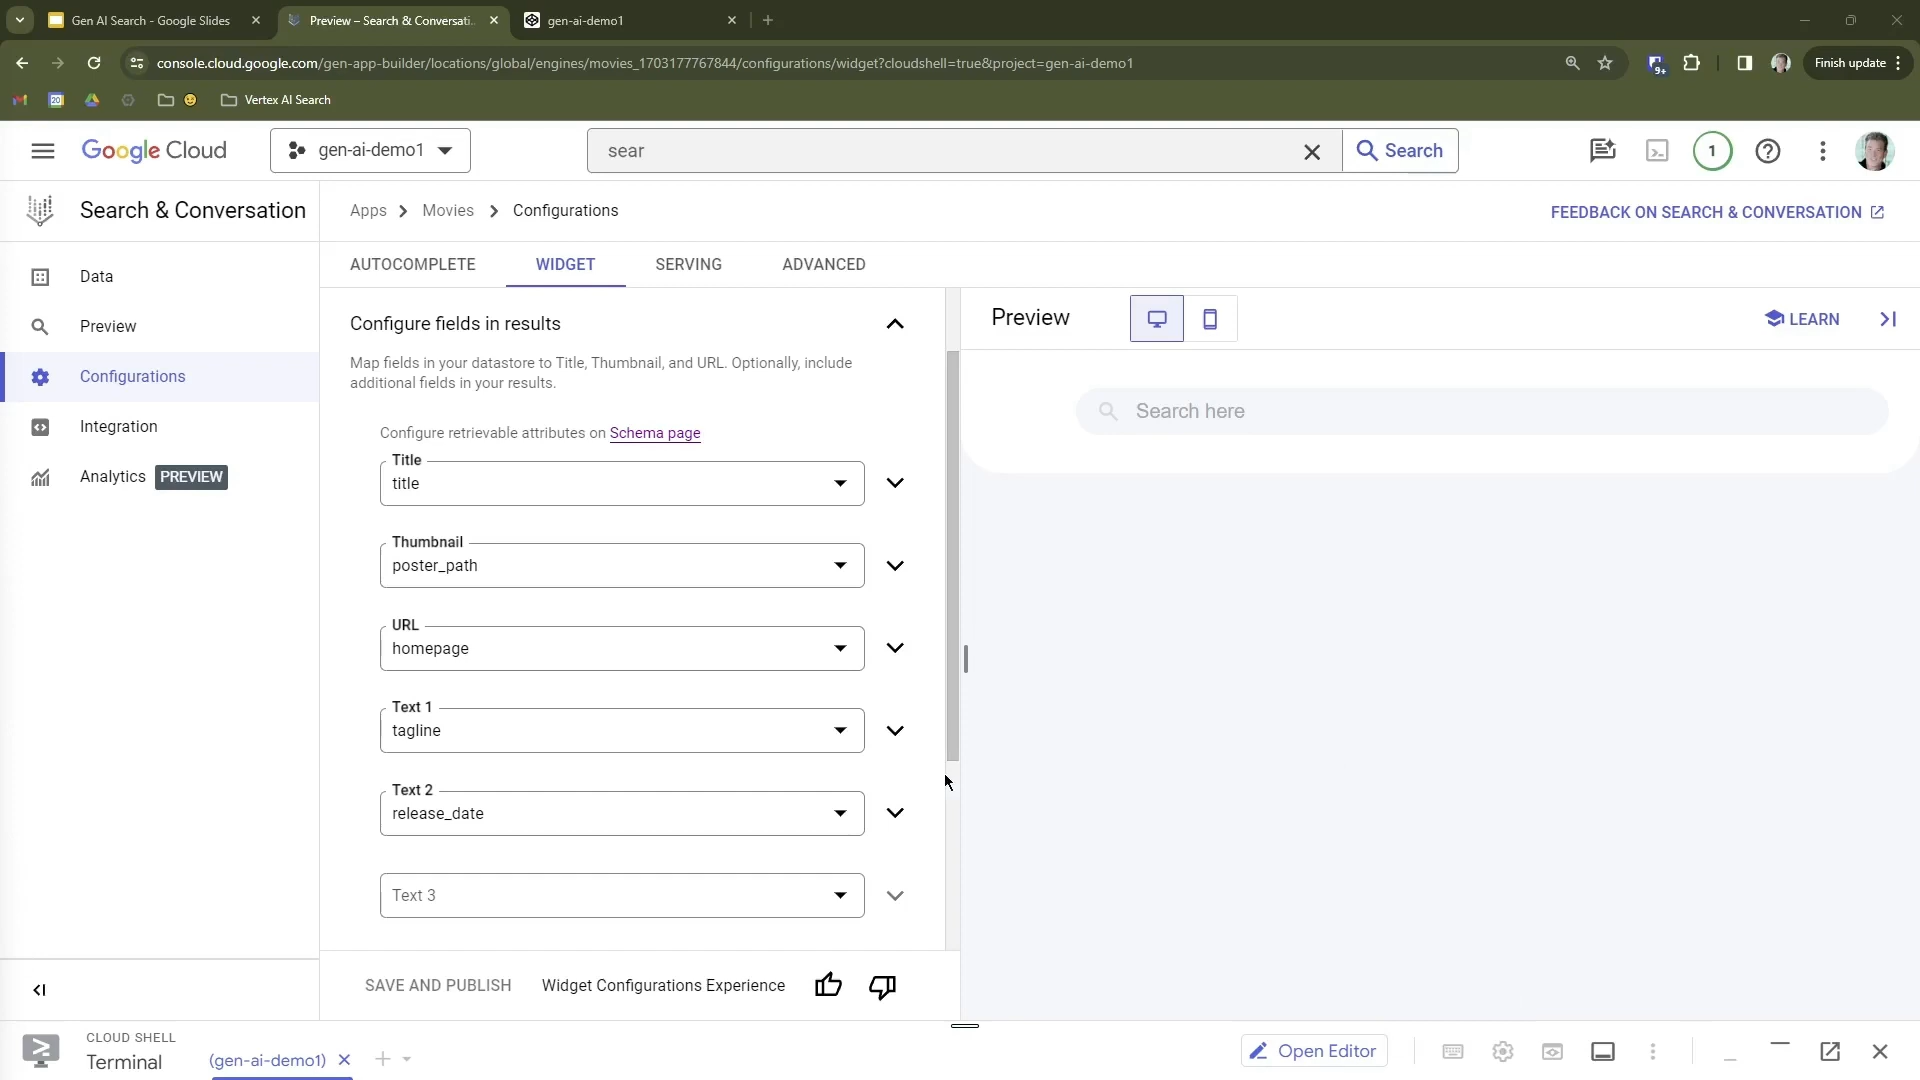 Gen AI Search - Google Slides
Preview – Search & Conversati
gen-ai-demo1
console.cloud.google.com/gen-app-builder/locations/global/engines/movies_1703177767844/configurations/widget?cloudshell=true&project=gen-ai-demo1
9+
Finish update
20
Vertex AI Search
Google Cloud
gen-ai-demo1
sear
Search
1
Search & Conversation
Apps
Movies
Configurations
FEEDBACK ON SEARCH & CONVERSATION
Data
Preview
Configurations
Integration
Analytics PREVIEW
AUTOCOMPLETE
WIDGET
SERVING
ADVANCED
Configure fields in results
Map fields in your datastore to Title, Thumbnail, and URL. Optionally, include
additional fields in your results.
Configure retrievable attributes on Schema page
Title
title
Thumbnail
poster_path
URL
homepage
Text 1
tagline
Text 2
release_date
Text 3
Preview
LEARN
Search here
SAVE AND PUBLISH
Widget Configurations Experience
CLOUD SHELL
Terminal
(gen-ai-demo1)
Open Editor